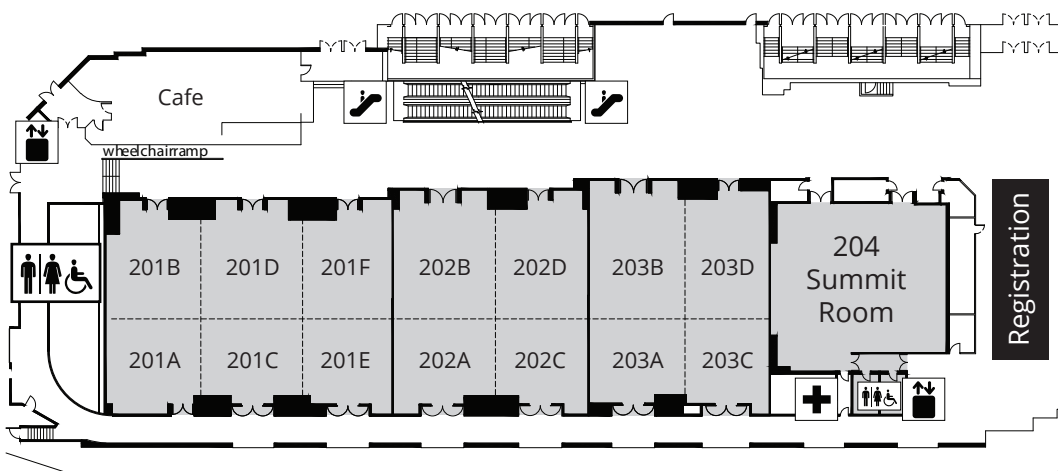 Cafe
wheelchairramp
201B
201D
201F
202B
202D
203B
203D
204
Summit
Room
Registration
201A
201C
201E
202A
202C
203A
203C